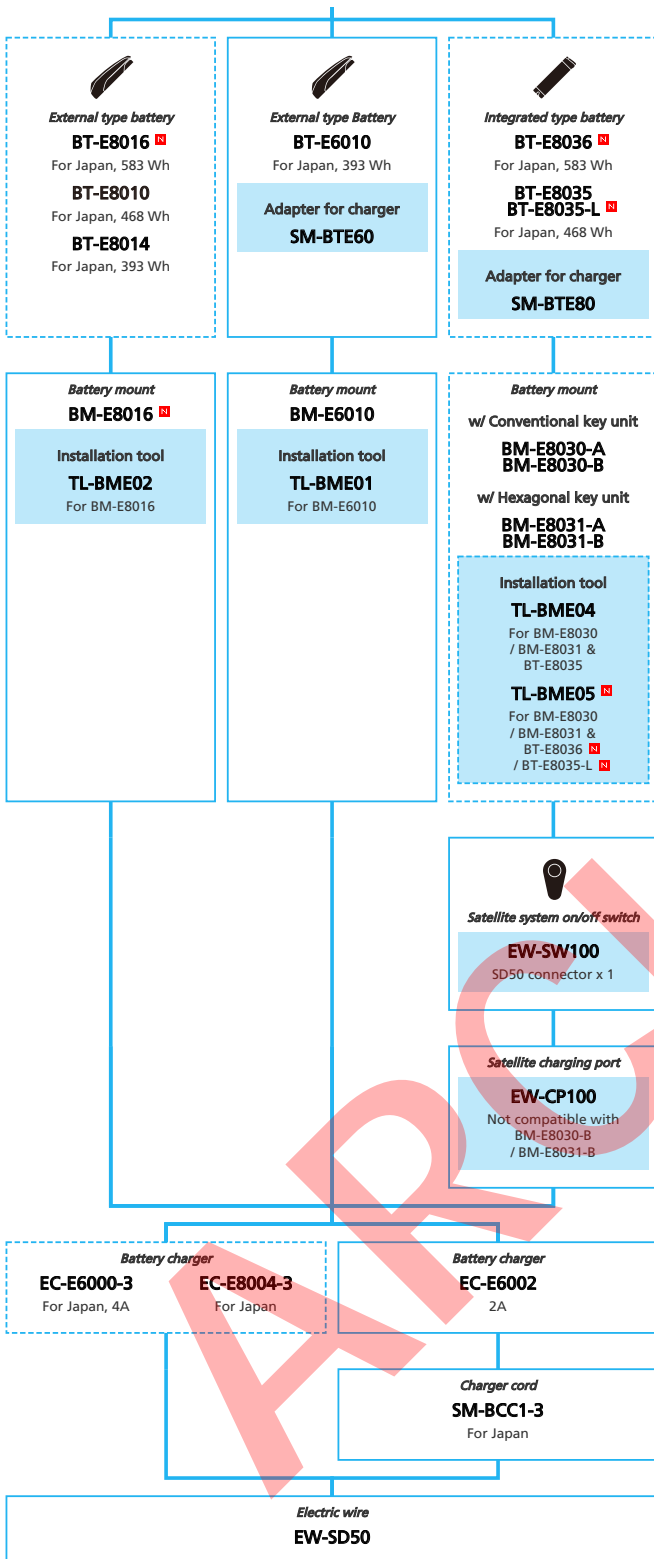 External type battery
BT-E8016 N
For Japan, 583 Wh
BT-E8010
For Japan, 468 Wh
BT-E8014
For Japan, 393 Wh
External type Battery
BT-E6010
For Japan, 393 Wh
Adapter for charger
SM-BTE60
Integrated type battery
BT-E8036 N
For Japan, 583 Wh
BT-E8035
BT-E8035-L N
For Japan, 468 Wh
Adapter for charger
SM-BTE80
Battery mount
BM-E8016 N
Installation tool
TL-BME02
For BM-E8016
Battery mount
BM-E6010
Installation tool
TL-BME01
For BM-E6010
Battery mount
w/ Conventional key unit
BM-E8030-A
BM-E8030-B
w/ Hexagonal key unit
BM-E8031-A
BM-E8031-B
Installation tool
TL-BME04
For BM-E8030
/ BM-E8031 &
BT-E8035
TL-BME05 N
For BM-E8030
/ BM-E8031 &
BT-E8036 N
/ BT-E8035-L N
Satellite system on/off switch
EW-SW100
SD50 connector x 1
Satellite charging port
EW-CP100
Not compatible with
BM-E8030-B
/ BM-E8031-B
Battery charger
EC-E6000-3
For Japan, 4A
EC-E8004-3
For Japan
Battery charger
EC-E6002
2A
Charger cord
SM-BCC1-3
For Japan
Electric wire
EW-SD50